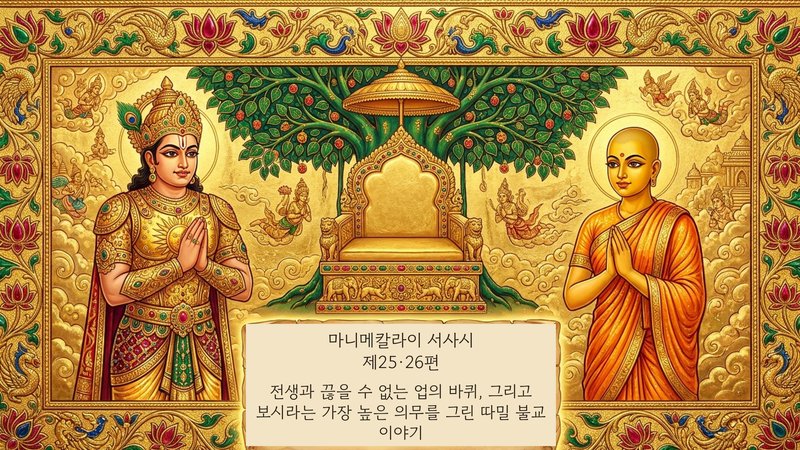 마니메칼라이 서사시
제25·26편
전생과 끊을 수 없는 업의 바퀴, 그리고
보시라는 가장 높은 의무를 그린 따밀 불교
이야기